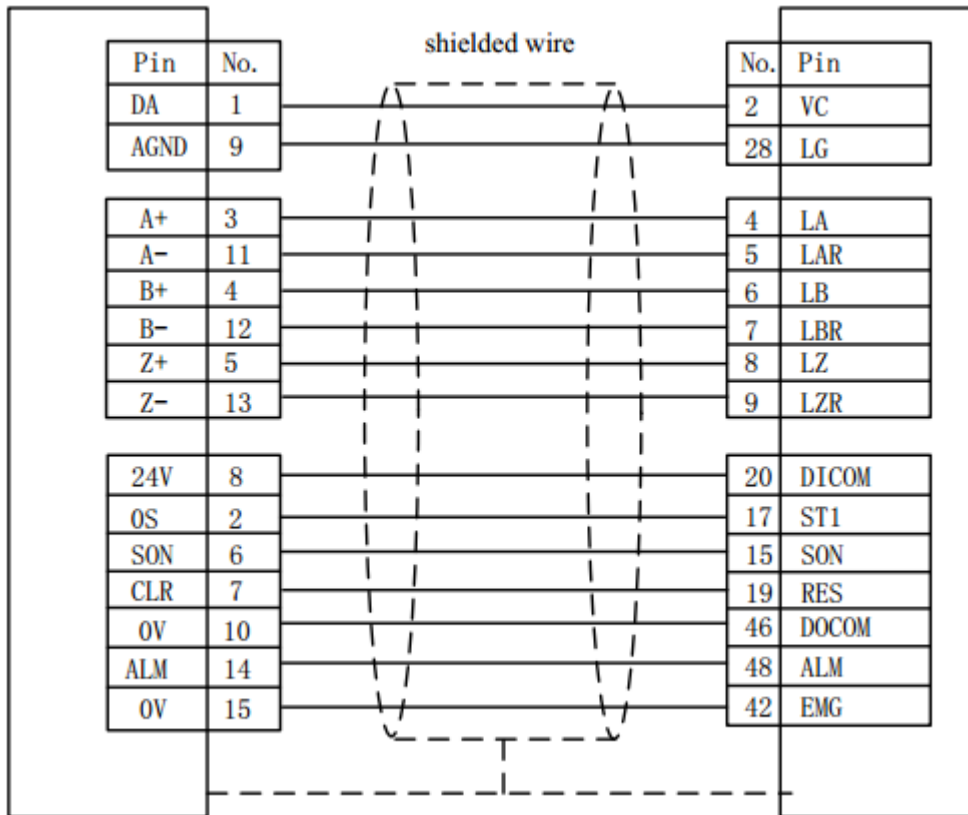 shielded wire
Pin No. No. Pin
DA 1 2 VC
AGND 9 28 LG
A+ 3 4 LA
A- 11 5 LAR
B+ 4 6 LB
B- 12 7 LBR
Z+ 5 8 LZ
Z- 13 9 LZR
24V 8 20 DICOM
OS 2 17 ST1
SON 6 15 SON
CLR 7 19 RES
0V 10 46 DOCOM
ALM 14 48 ALM
0V 15 42 EMG